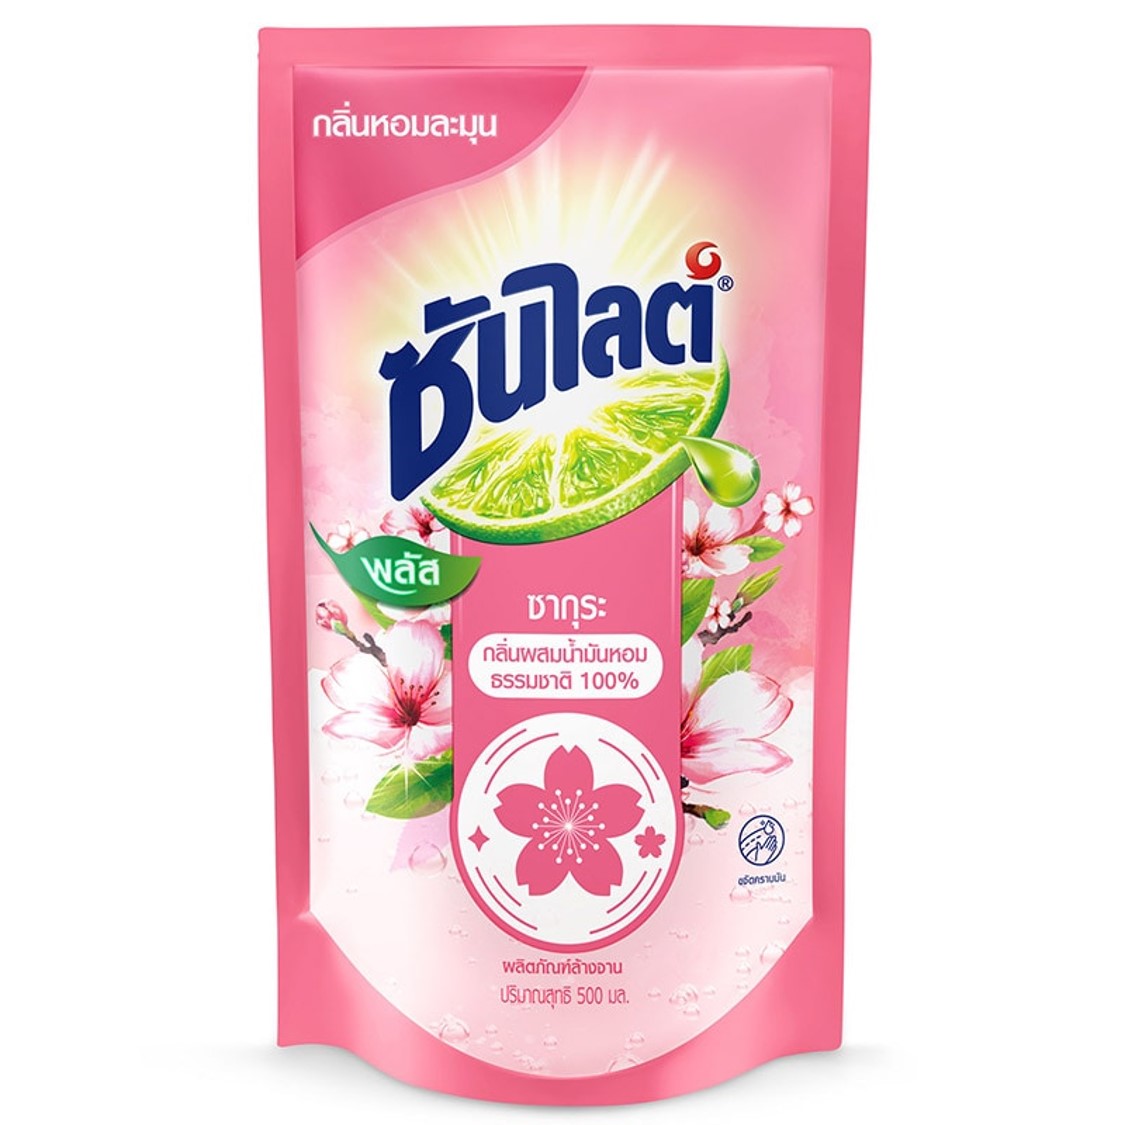 กลิ่นหอมละมุน
ซันไลต์®
พลัส
ซากุระ
กลิ่นผสมน้ำมันหอม
ธรรมชาติ 100%
ขจัดคราบมัน
ผลิตภัณฑ์ล้างจาน
ปริมาณสุทธิ 500 มล.